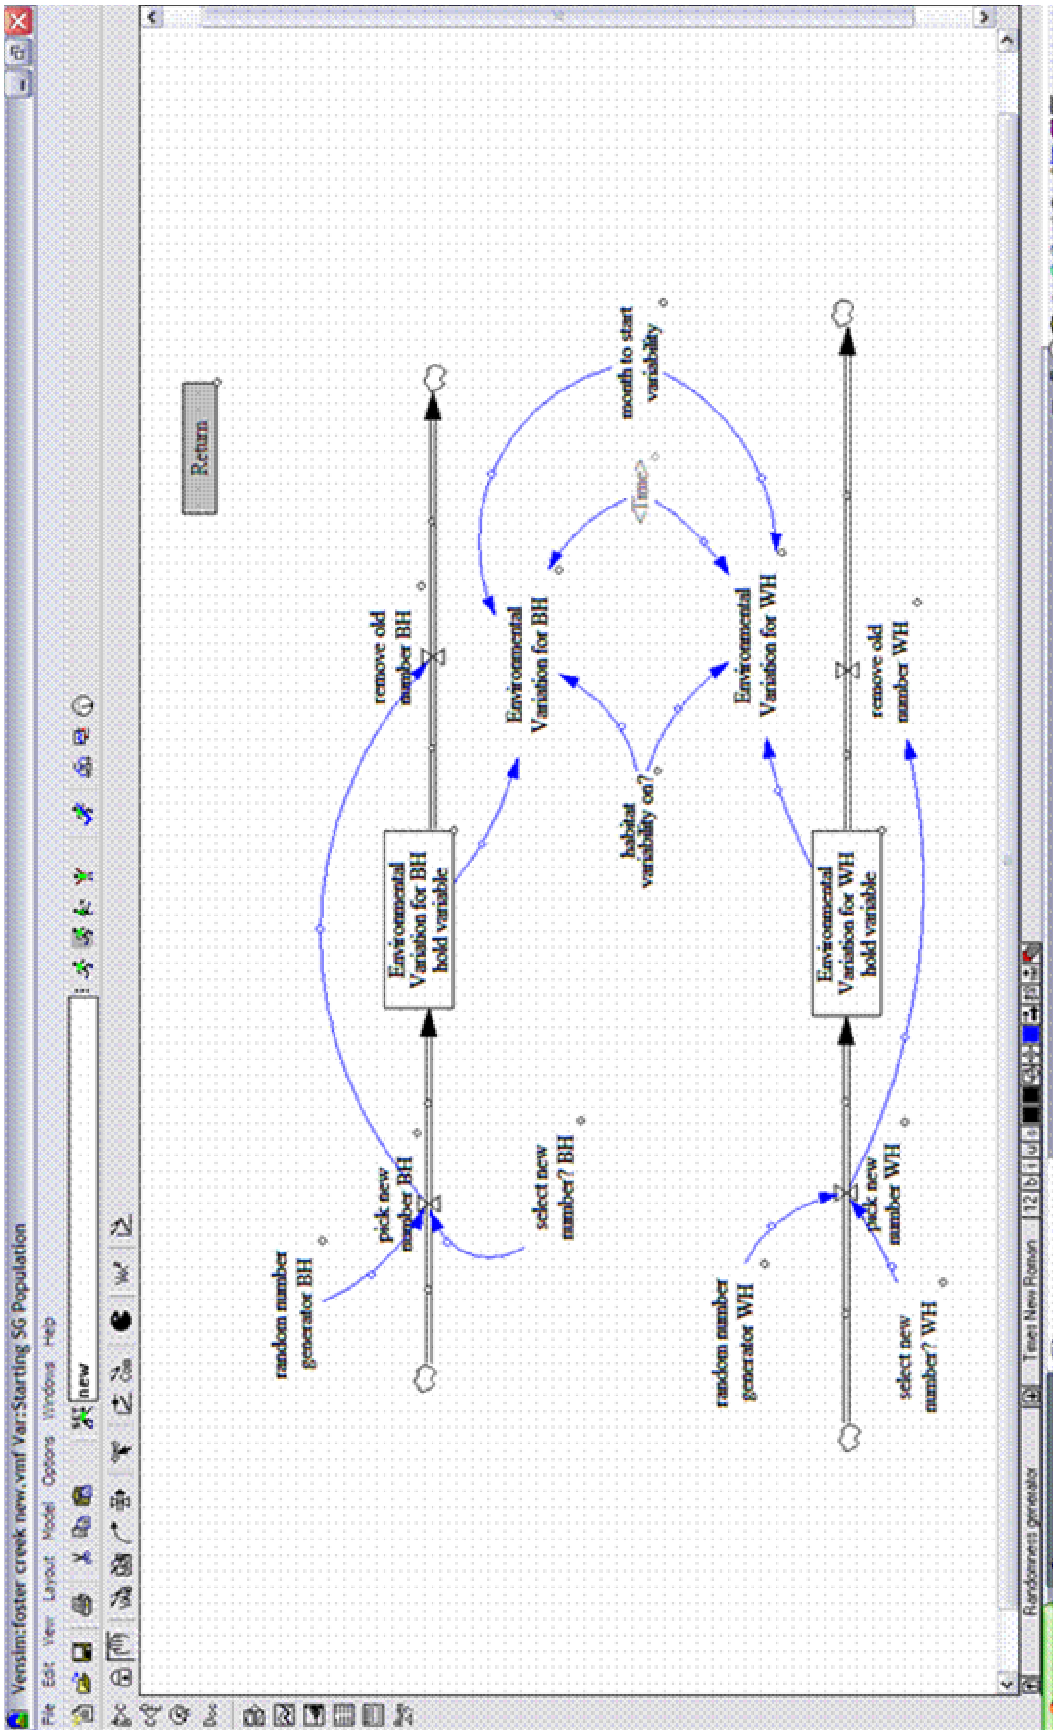 Vensim:foster creek new.vmf Var:Starting SG Population
File Edit View Layout Model Options Windows Help
new
Return
random number
generator BH
pick new
number BH
select new
number? BH
remove old
number BH
Environmental
Variation for BH
hold variable
Environmental
Variation for BH
habitat
variability on?
<Time>
month to start
variability
Environmental
Variation for WH
random number
generator WH
pick new
number WH
select new
number? WH
Environmental
Variation for WH
hold variable
remove old
number WH
Randomness generator
Times New Roman
12 b i u s